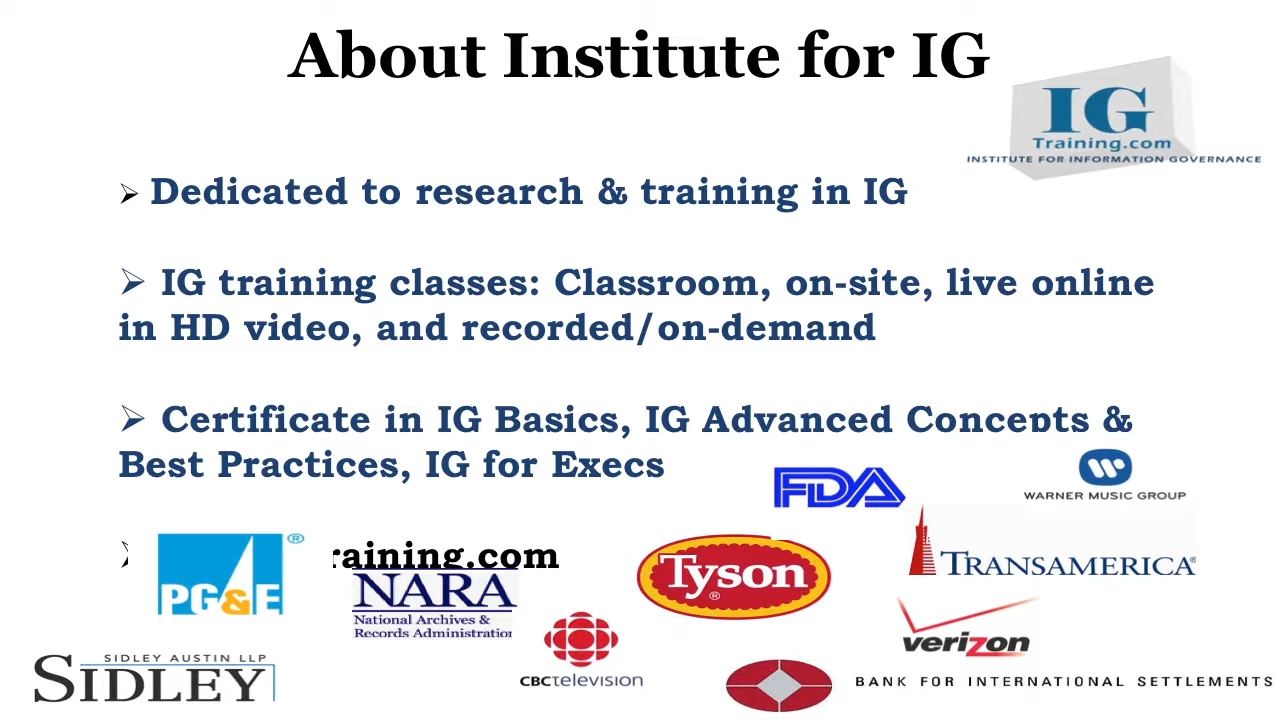 About Institute for IG
IG
Training.com
INSTITUTE FOR INFORMATION GOVERNANCE
➢ Dedicated to research & training in IG
➢ IG training classes: Classroom, on-site, live online
in HD video, and recorded/on-demand
➢ Certificate in IG Basics, IG Advanced Concepts &
Best Practices, IG for Execs
FDA
WARNER MUSIC GROUP
raining.com
PG&E®
NARA
National Archives &
Records Administration
Tyson®
TRANSAMERICA®
verizon
CBCtelevision
SIDLEY AUSTIN LLP
SIDLEY
BANK FOR INTERNATIONAL SETTLEMENTS